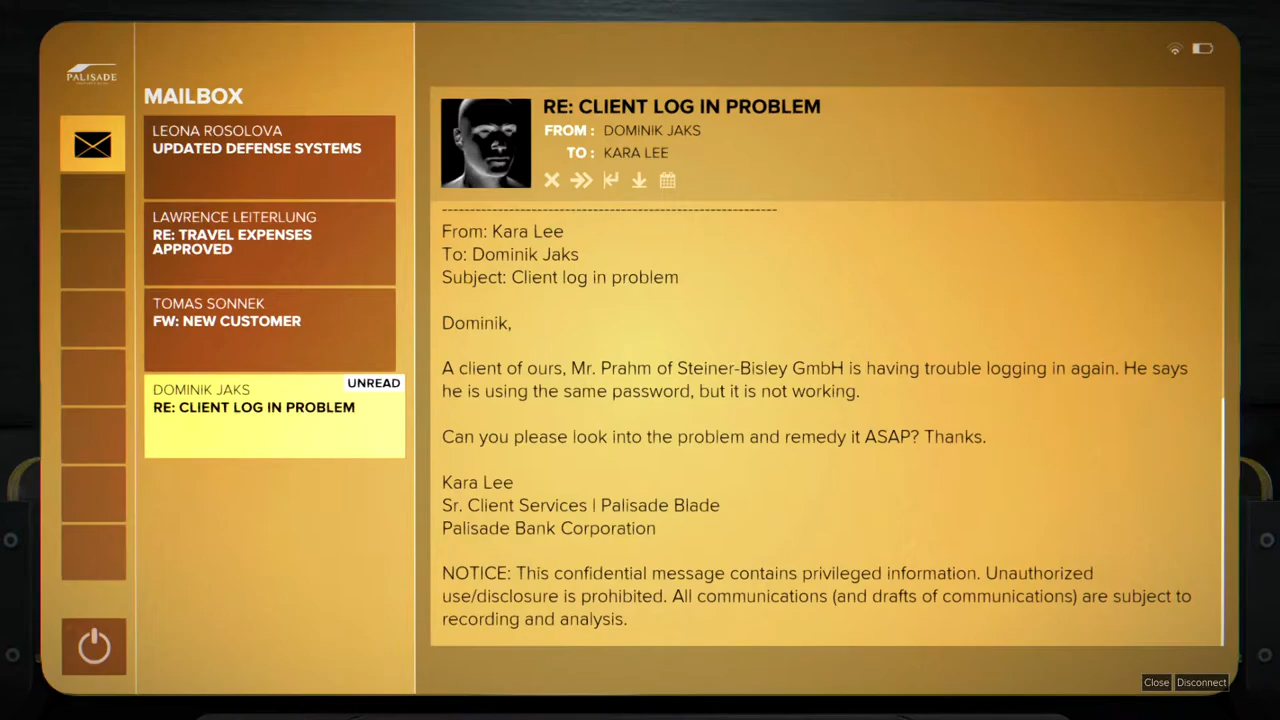 PALISADE
MAILBOX
LEONA ROSOLOVA
UPDATED DEFENSE SYSTEMS
LAWRENCE LEITERLUNG
RE: TRAVEL EXPENSES
APPROVED
TOMAS SONNEK
FW: NEW CUSTOMER
UNREAD
DOMINIK JAKS
RE: CLIENT LOG IN PROBLEM
RE: CLIENT LOG IN PROBLEM
FROM : DOMINIK JAKS
TO : KARA LEE
------------------------------------------------------------
From: Kara Lee
To: Dominik Jaks
Subject: Client log in problem
Dominik,
A client of ours, Mr. Prahm of Steiner-Bisley GmbH is having trouble logging in again. He says
he is using the same password, but it is not working.
Can you please look into the problem and remedy it ASAP? Thanks.
Kara Lee
Sr. Client Services | Palisade Blade
Palisade Bank Corporation
NOTICE: This confidential message contains privileged information. Unauthorized
use/disclosure is prohibited. All communications (and drafts of communications) are subject to
recording and analysis.
Close Disconnect